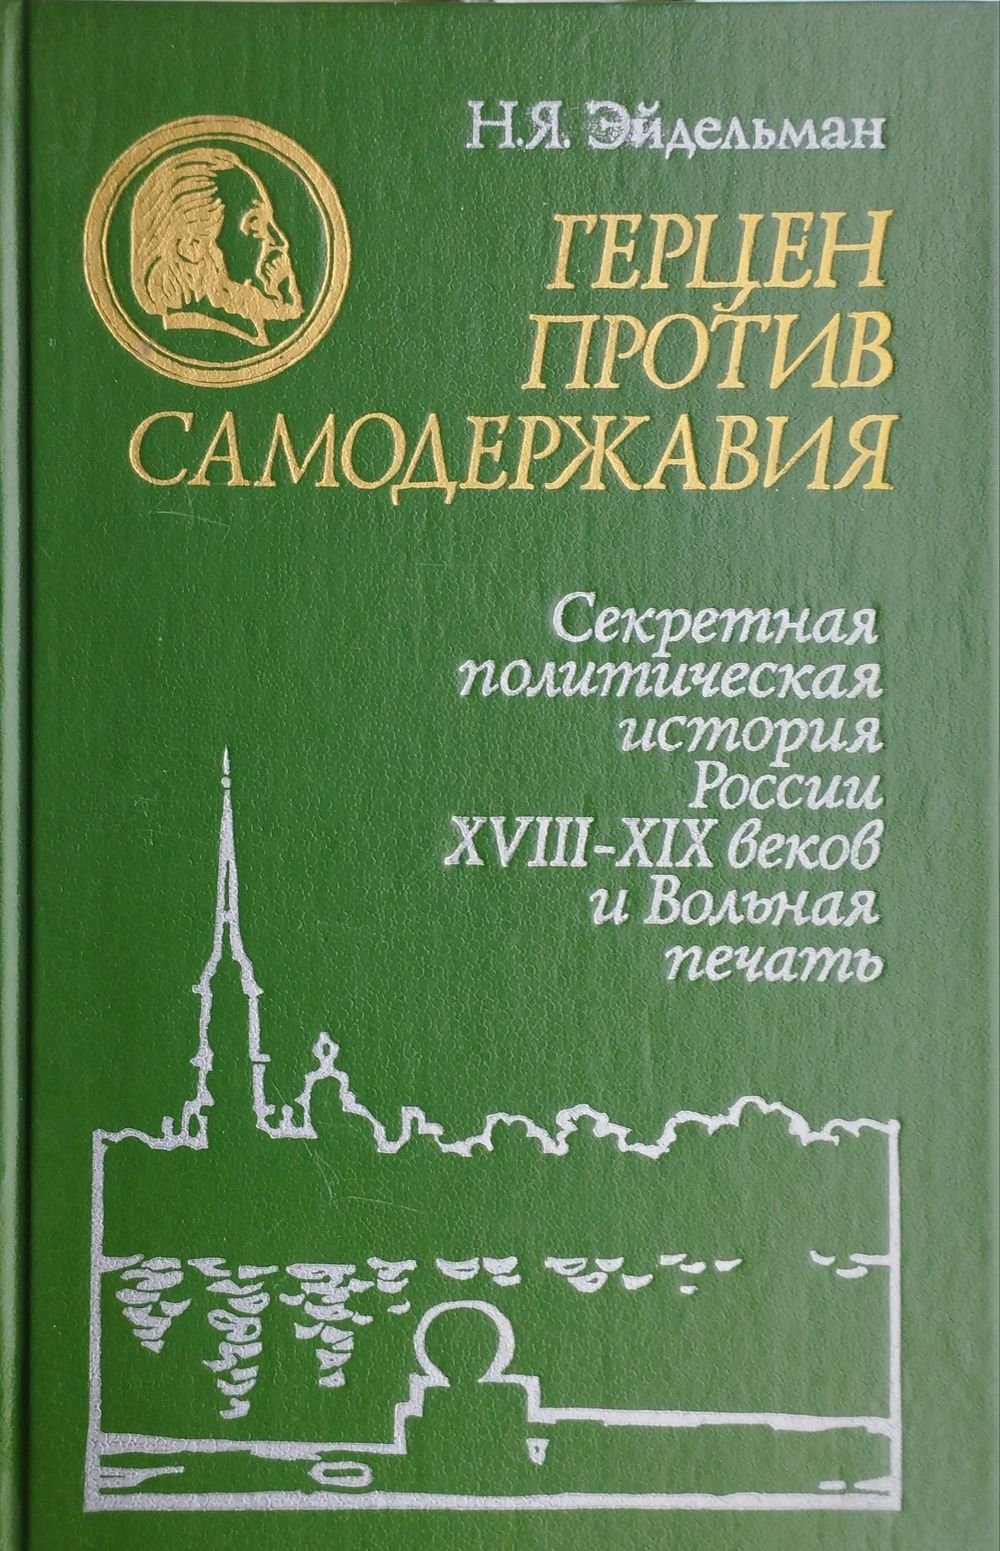 Н.Я. Эйдельман
ГЕРЦЕН
ПРОТИВ
САМОДЕРЖАВИЯ
Секретная
политическая
история
России
XVIII-XIX веков
и Вольная
печать